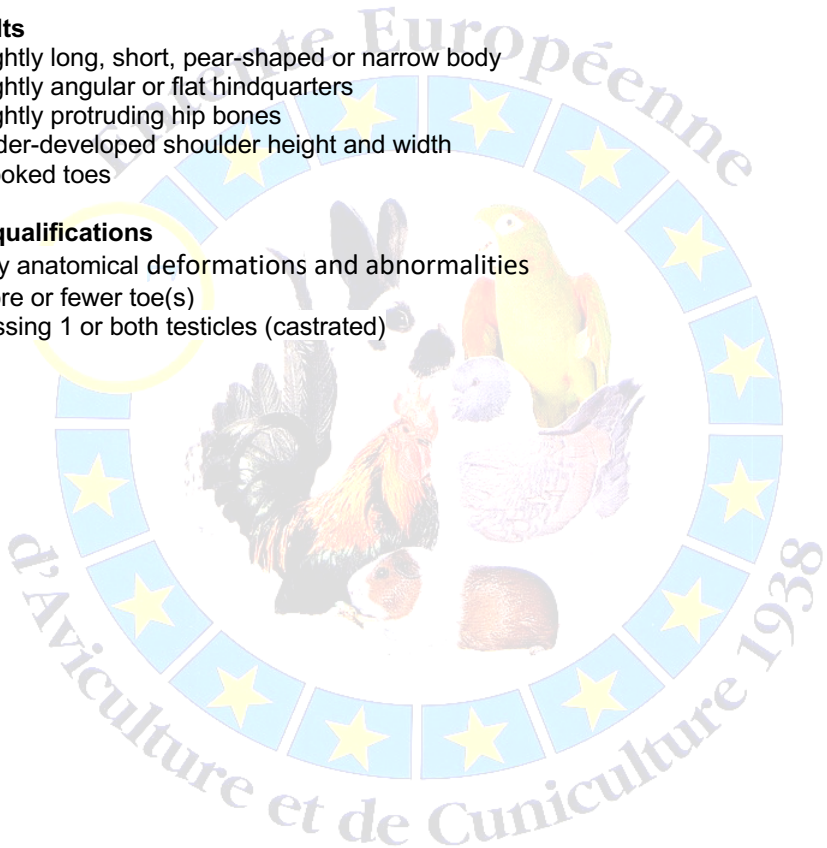 lts
ghtly long, short, pear-shaped or narrow body
ghtly angular or flat hindquarters
ghtly protruding hip bones
der-developed shoulder height and width
oked toes
qualifications
y anatomical deformations and abnormalities
re or fewer toe(s)
ssing 1 or both testicles (castrated)
Entente Européenne
d'Aviculture et de Cuniculture 1938